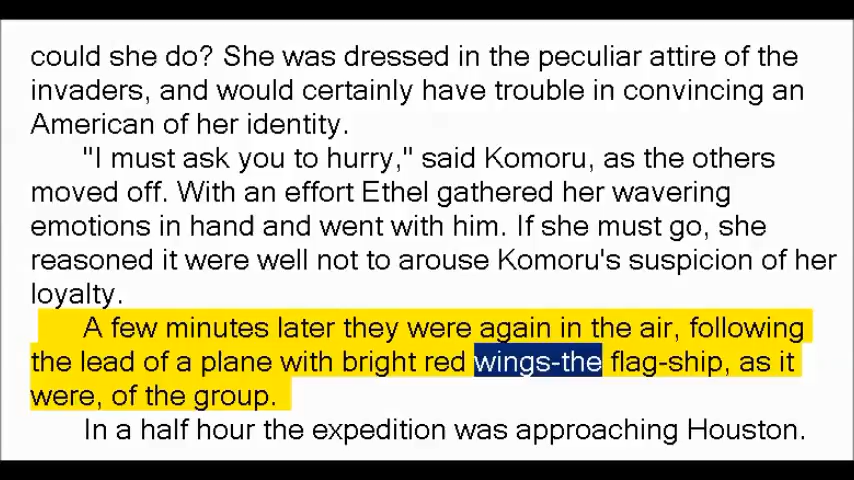 could she do? She was dressed in the peculiar attire of the
invaders, and would certainly have trouble in convincing an
American of her identity.
"I must ask you to hurry," said Komoru, as the others
moved off. With an effort Ethel gathered her wavering
emotions in hand and went with him. If she must go, she
reasoned it were well not to arouse Komoru's suspicion of her
loyalty.
A few minutes later they were again in the air, following
the lead of a plane with bright red wings-the flag-ship, as it
were, of the group.
In a half hour the expedition was approaching Houston.